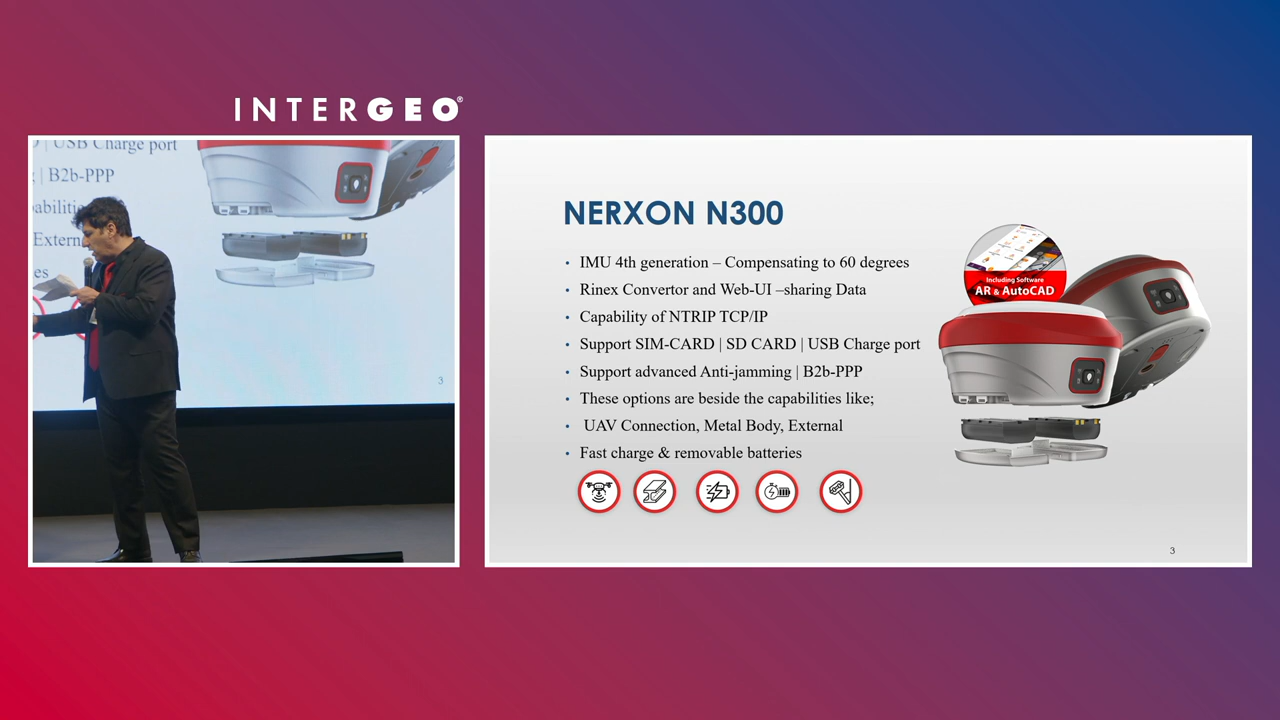 INTERGEO®
USB Charge port
| B2b-PPP
Extern
es
3
NERXON N300
• IMU 4th generation – Compensating to 60 degrees
• Rinex Convertor and Web-UI –sharing Data
• Capability of NTRIP TCP/IP
• Support SIM-CARD | SD CARD | USB Charge port
• Support advanced Anti-jamming | B2b-PPP
• These options are beside the capabilities like;
• UAV Connection, Metal Body, External
• Fast charge & removable batteries
Including Software
AR & AutoCAD
3